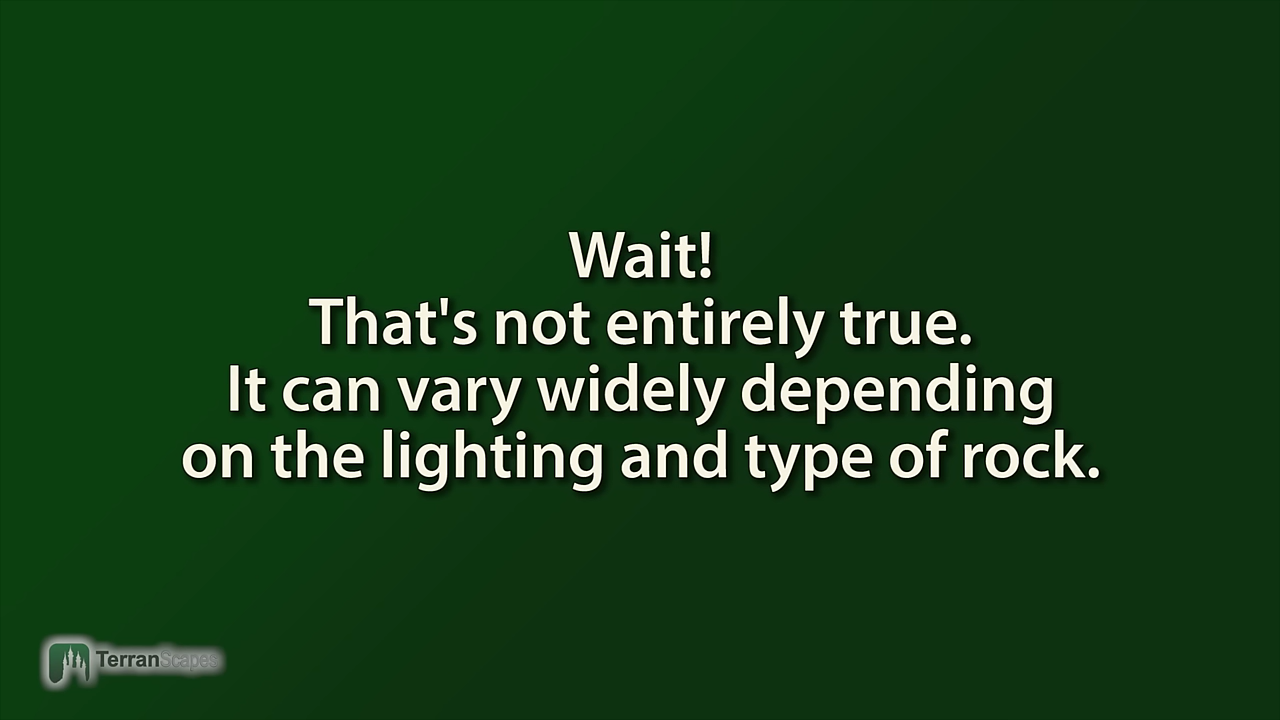 Wait!
That's not entirely true.
It can vary widely depending
on the lighting and type of rock.
TerranScapes